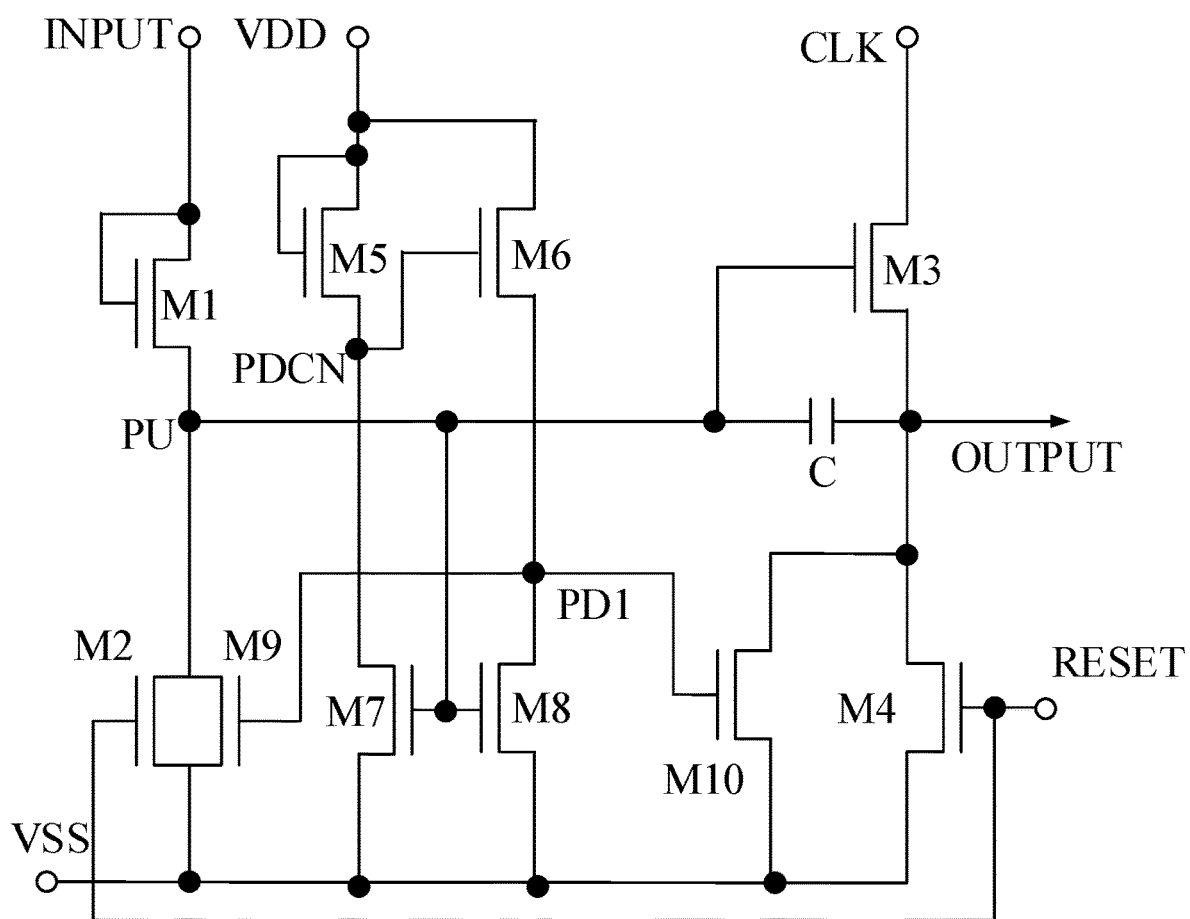 INPUT
VDD
CLK
M5
M6
M3
M1
PDCN
PU
C
OUTPUT
PD1
M2
M9
RESET
M7
M8
M4
M10
VSS